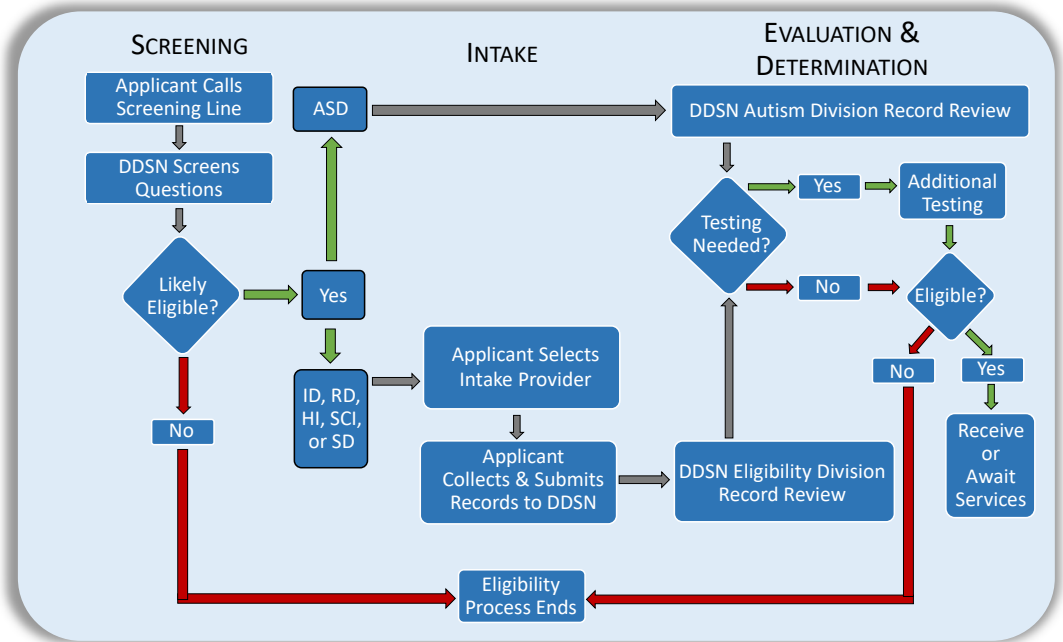 SCREENING
INTAKE
EVALUATION &
DETERMINATION
Applicant Calls
Screening Line
DDSN Screens
Questions
Likely
Eligible?
No
Yes
ASD
ID, RD,
HI, SCI,
or SD
Applicant Selects
Intake Provider
Applicant
Collects & Submits
Records to DDSN
DDSN Autism Division Record Review
DDSN Eligibility Division
Record Review
Testing
Needed?
Yes
Additional
Testing
No
Eligible?
No
Yes
Receive
or
Await
Services
Eligibility
Process Ends